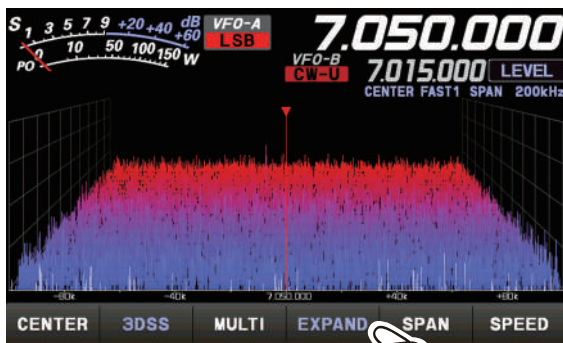 S 1 3 5 7 9 +20 +40 +60 dB
PO 0 10 50 100 150 W
VFO-A
LSB
7.050.000
VFO-B
CW-U
7.015.000
LEVEL
CENTER FAST1 SPAN 200kHz
-80k -40k 7.050.000 +40k +80k
CENTER 3DSS MULTI EXPAND SPAN SPEED